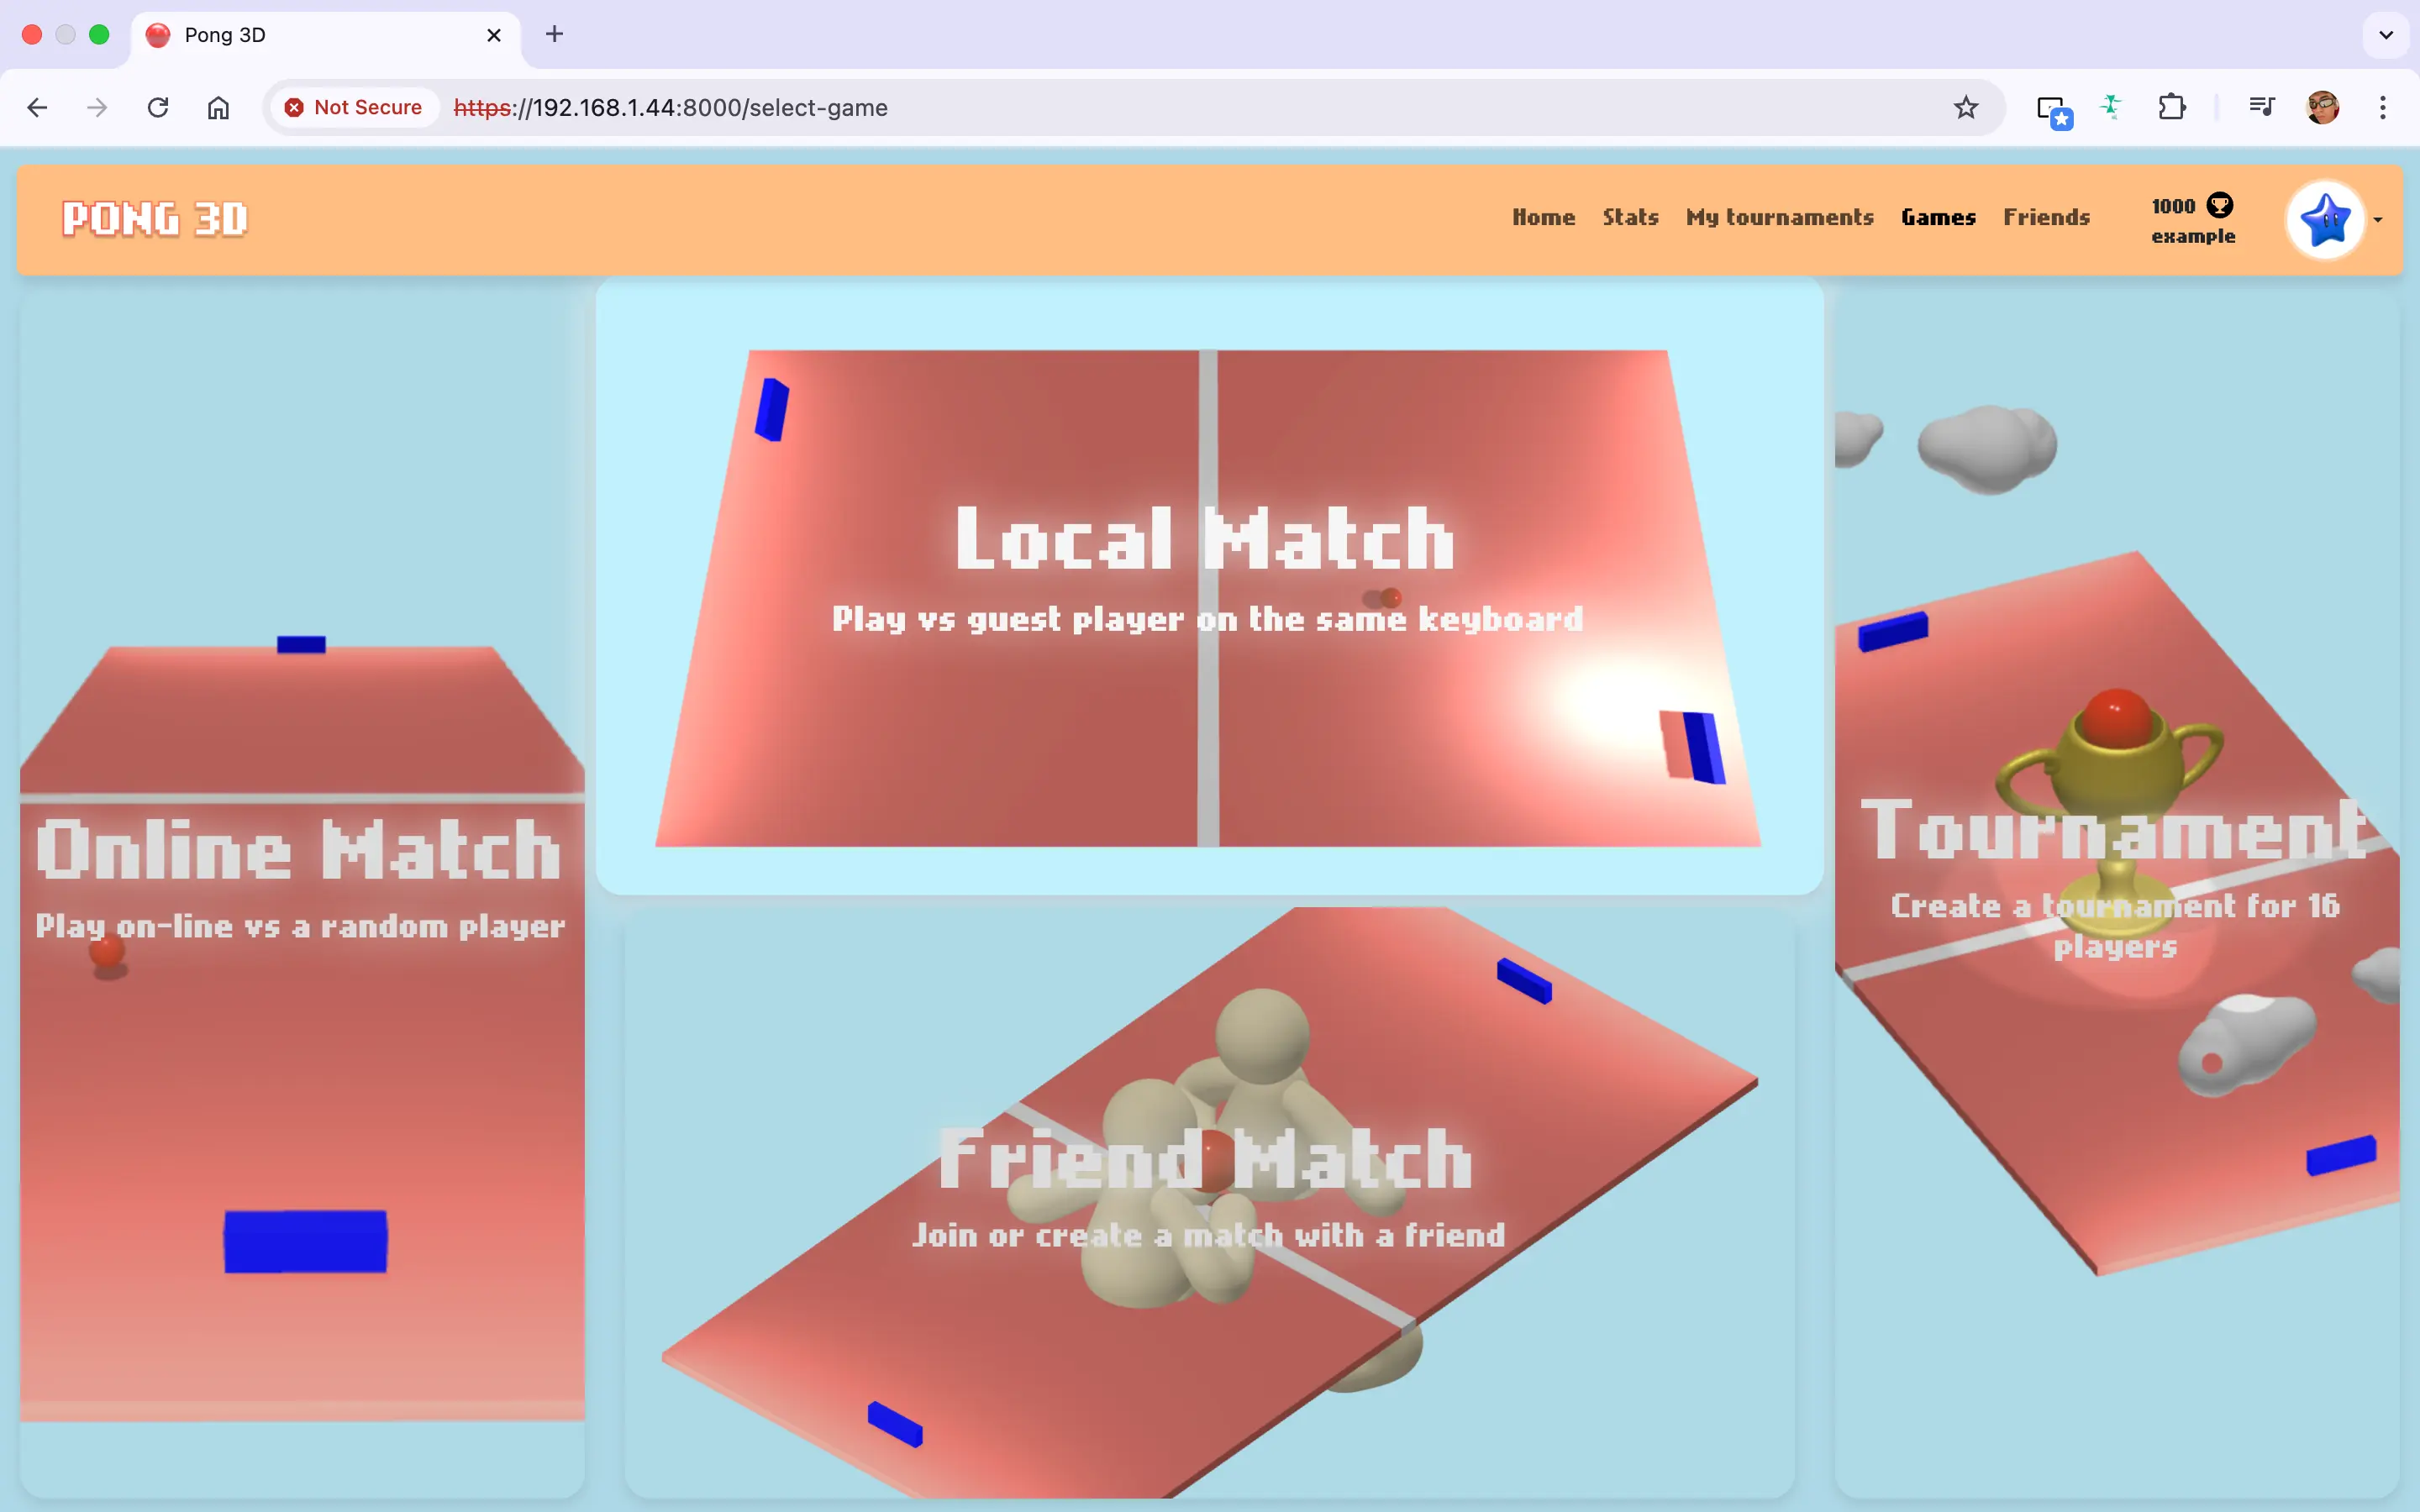 Pong 3D
Not Secure https://192.168.1.44:8000/select-game
PONG 3D
Home Stats My tournaments Games Friends
1000
example
Local Match
Play vs guest player on the same keyboard
Online Match
Play on-line vs a random player
Tournament
Create a tournament for 16
players
Friend Match
Join or create a match with a friend